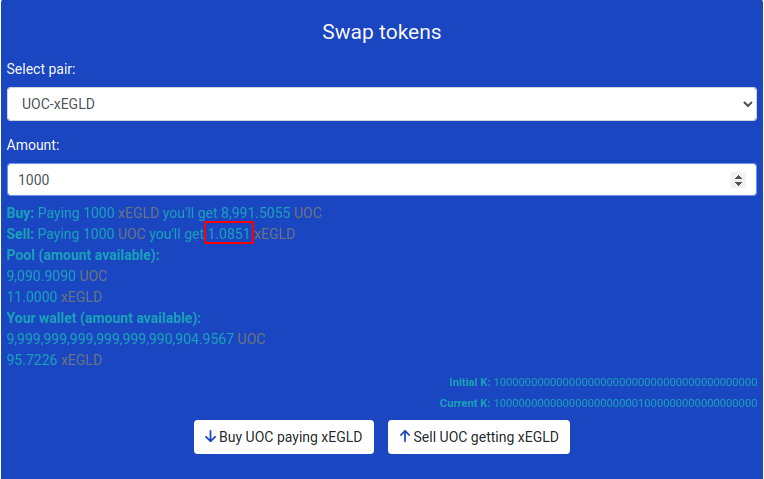 Swap tokens
Select pair:
UOC-xEGLD
Amount:
1000
Buy: Paying 1000 xEGLD you'll get 8,991.5055 UOC
Sell: Paying 1000 UOC you'll get 1.0851 xEGLD
Pool (amount available):
9,090.9090 UOC
11.0000 xEGLD
Your wallet (amount available):
9,999,999,999,999,999,990,904.9567 UOC
95.7226 xEGLD
Initial K: 100000000000000000000000000000000000000000
Current K: 100000000000000000000001000000000000000000
Buy UOC paying xEGLD
Sell UOC getting xEGLD